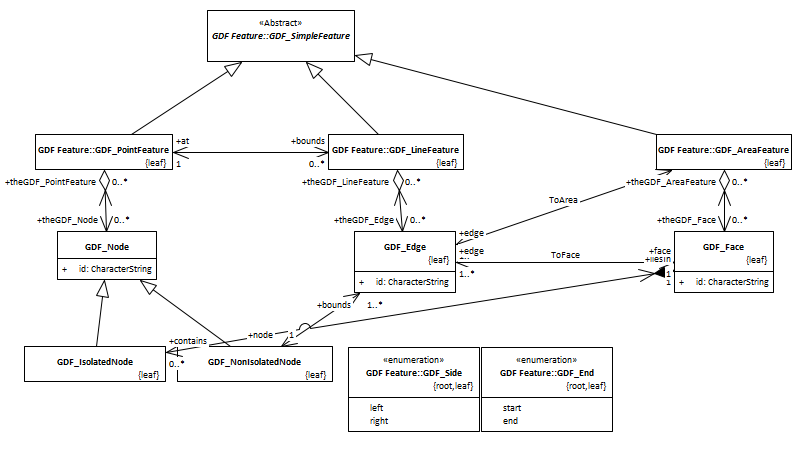 «Abstract»
GDF Feature::GDF_SimpleFeature
GDF Feature::GDF_PointFeature
{leaf}
+at
1
+bounds
0..*
GDF Feature::GDF_LineFeature
{leaf}
GDF Feature::GDF_AreaFeature
{leaf}
+theGDF_PointFeature
0..*
+theGDF_LineFeature
0..*
+theGDF_AreaFeature
0..*
ToArea
+theGDF_Node
0..*
+theGDF_Edge
0..*
+theGDF_Face
0..*
+edge
GDF_Node
{leaf}
+ id: CharacterString
GDF_Edge
{leaf}
+ id: CharacterString
+edge
1..*
ToFace
+face
1
1
GDF_Face
{leaf}
+ id: CharacterString
+bounds
1..*
+node
1
+contains
0..*
GDF_IsolatedNode
{leaf}
GDF_NonIsolatedNode
{leaf}
«enumeration»
GDF Feature::GDF_Side
{root,leaf}
left
right
«enumeration»
GDF Feature::GDF_End
{root,leaf}
start
end